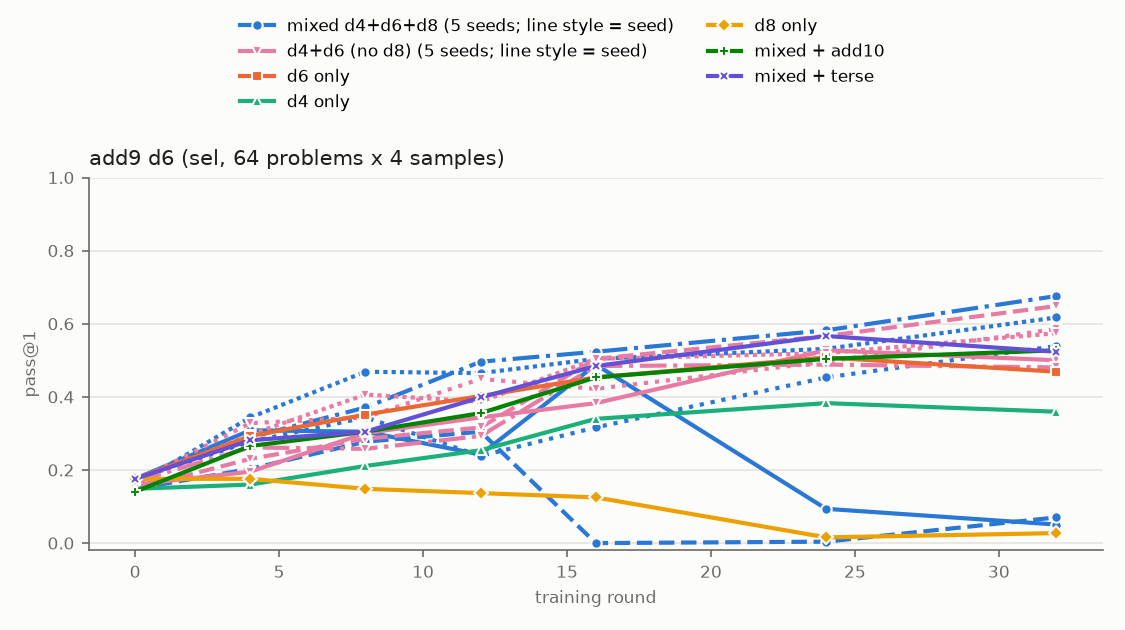 mixed d4+d6+d8 (5 seeds; line style = seed)
d4+d6 (no d8) (5 seeds; line style = seed)
d6 only
d4 only
d8 only
mixed + add10
mixed + terse
add9 d6 (sel, 64 problems x 4 samples)
1.0
0.8
0.6
0.4
0.2
0.0
pass@1
0 5 10 15 20 25 30
training round